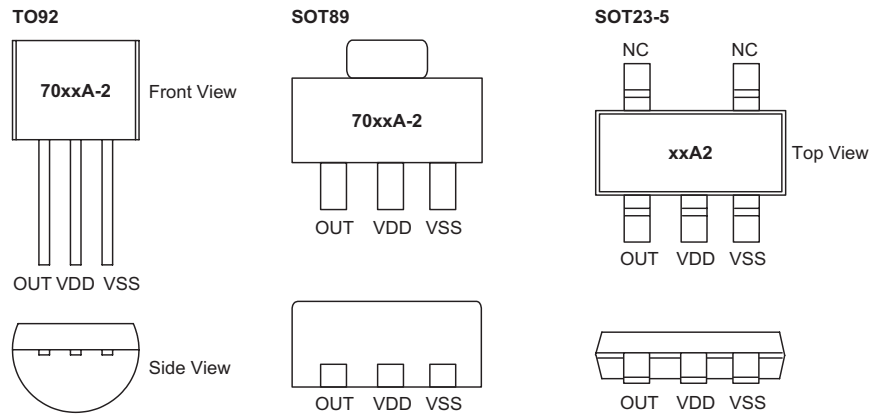 TO92
SOT89
SOT23-5
NC NC
70xxA-2
Front View
70xxA-2
xxA2
Top View
OUT VDD VSS
OUT VDD VSS
OUT VDD VSS
Side View
OUT VDD VSS
OUT VDD VSS